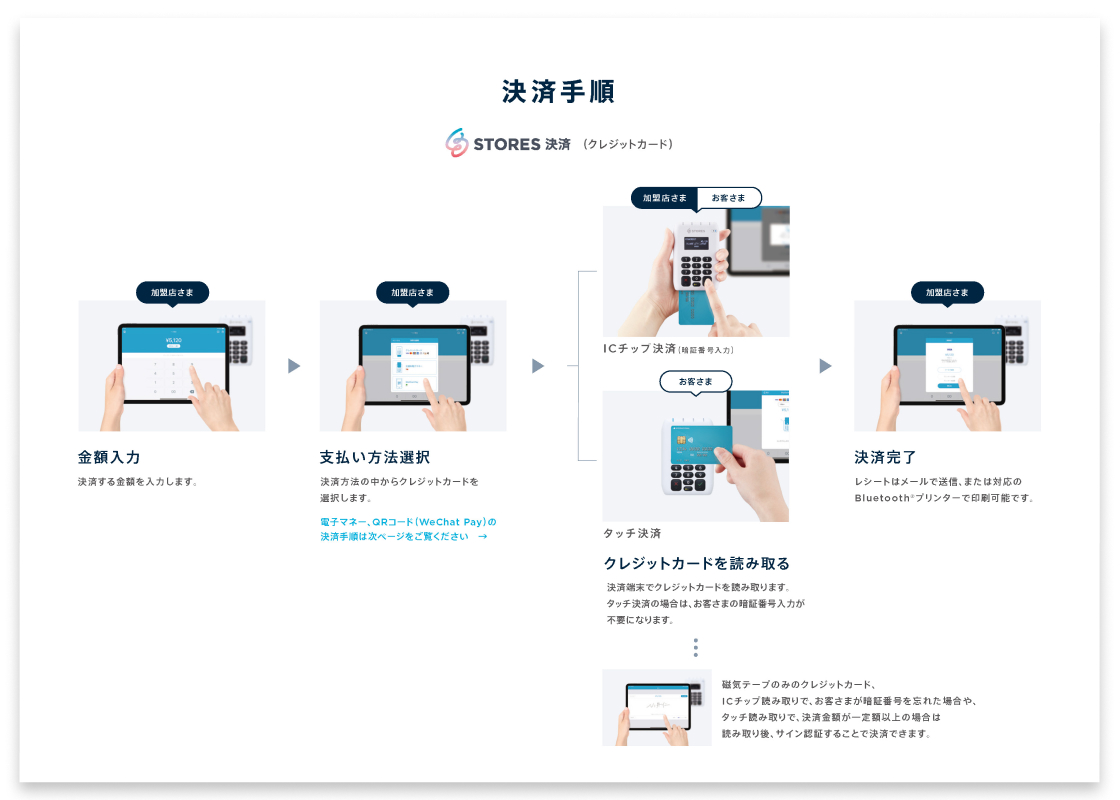 決済手順
STORES 決済 （クレジットカード）
加盟店さま
金額入力
決済する金額を入力します。
加盟店さま
支払い方法選択
決済方法の中からクレジットカードを
選択します。
電子マネー、QRコード（WeChat Pay）の
決済手順は次ページをご覧ください →
加盟店さま お客さま
STORES
ICチップ決済（暗証番号入力）
お客さま
タッチ決済
クレジットカードを読み取る
決済端末でクレジットカードを読み取ります。
タッチ決済の場合は、お客さまの暗証番号入力が
不要になります。
磁気テープのみのクレジットカード、
ICチップ読み取りで、お客さまが暗証番号を忘れた場合や、
タッチ読み取りで、決済金額が一定額以上の場合は
読み取り後、サイン認証することで決済できます。
加盟店さま
決済完了
レシートはメールで送信、または対応の
Bluetooth®プリンターで印刷可能です。